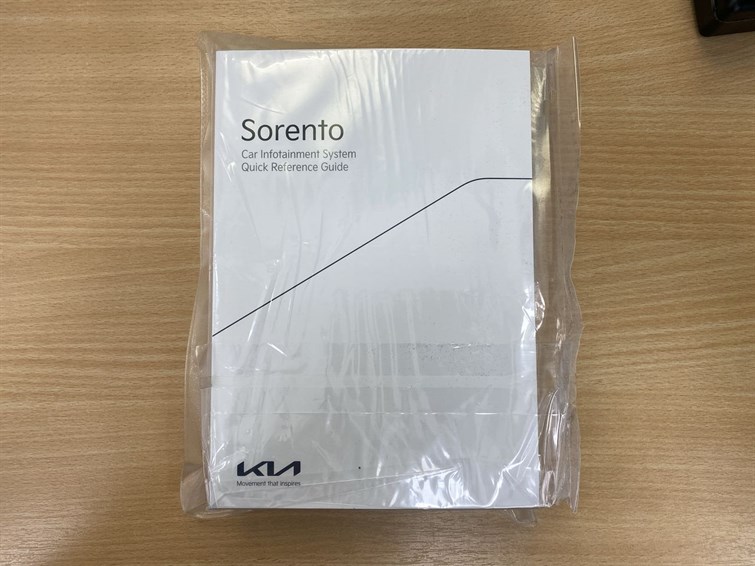 Sorento
Car Infotainment System
Quick Reference Guide
KIA
Movement that inspires